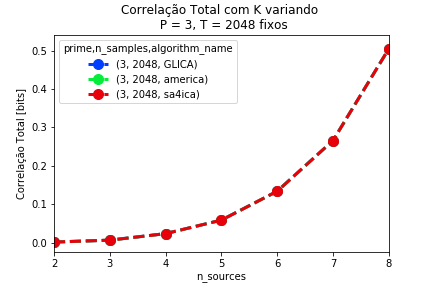 Correlação Total com K variando
P = 3, T = 2048 fixos
prime,n_samples,algorithm_name
(3, 2048, GLICA)
(3, 2048, america)
(3, 2048, sa4ica)
Correlação Total [bits]
0.5
0.4
0.3
0.2
0.1
0.0
2 3 4 5 6 7 8
n_sources